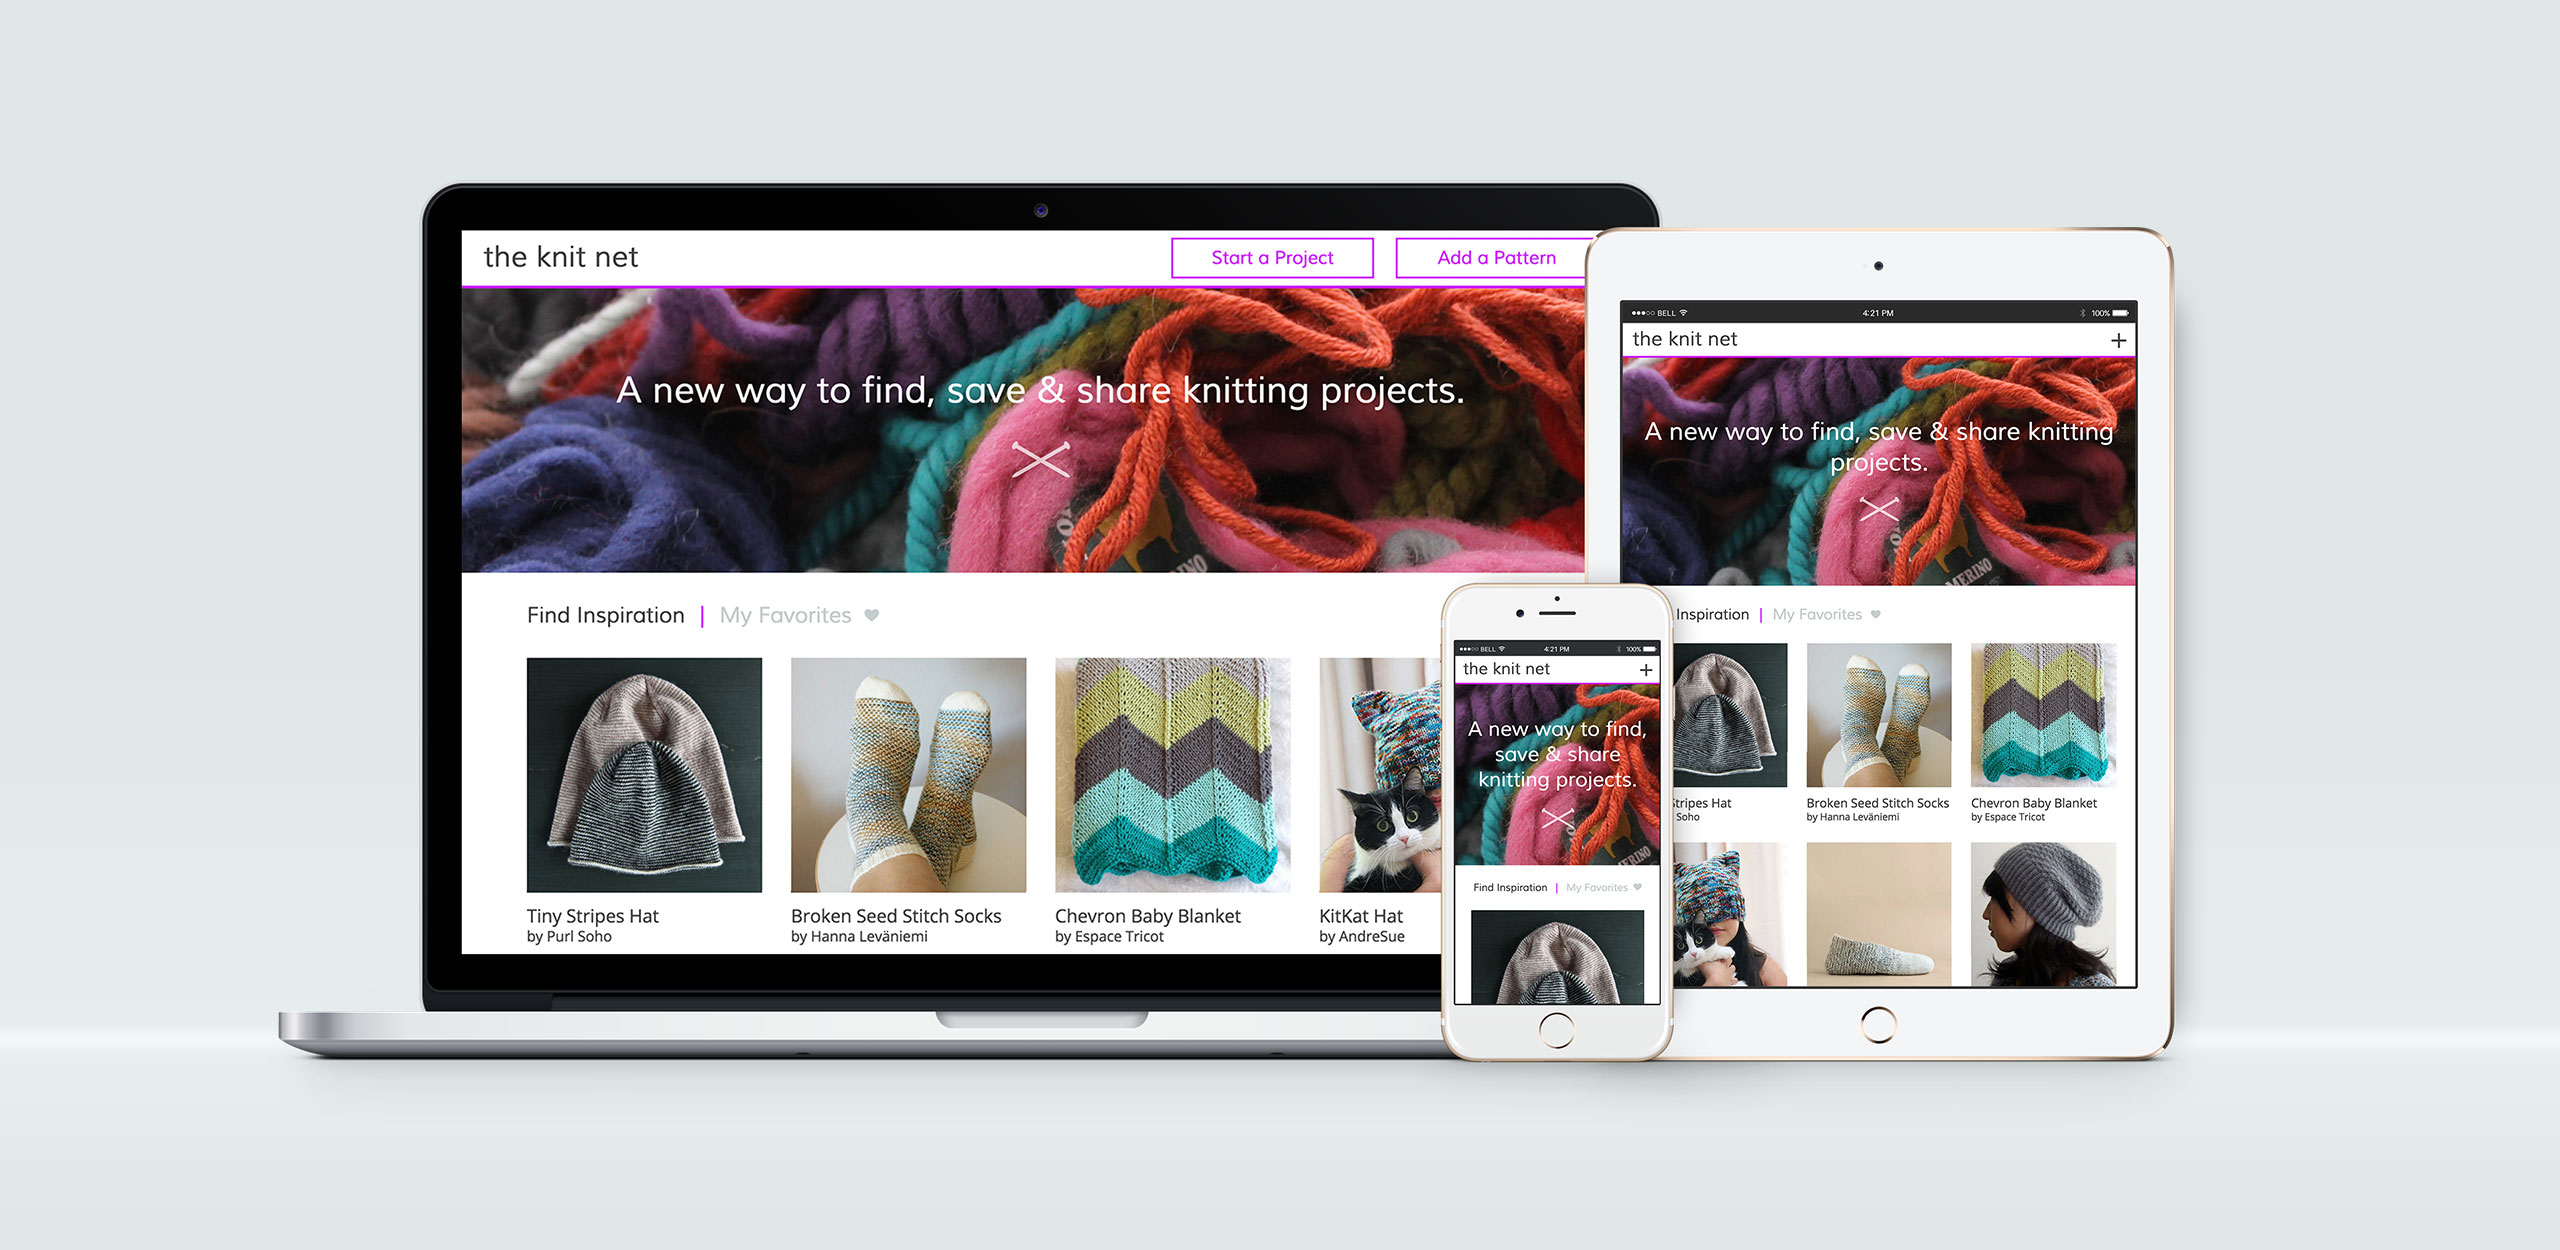 the knit net
Start a Project
Add a Pattern
A new way to find, save & share knitting projects.
MERINO
Find Inspiration | My Favorites
Tiny Stripes Hat
by Purl Soho
Broken Seed Stitch Socks
by Hanna Leväniemi
Chevron Baby Blanket
by Espace Tricot
KitKat Hat
by AndreSue
BELL
4:21 PM
100%
the knit net
+
A new way to find,
save & share
knitting projects.
MERINO
Find Inspiration | My Favorites
BELL
4:21 PM
100%
the knit net
+
A new way to find, save & share knitting
projects.
MERINO
Inspiration | My Favorites
Stripes Hat
Soho
Broken Seed Stitch Socks
by Hanna Leväniemi
Chevron Baby Blanket
by Espace Tricot